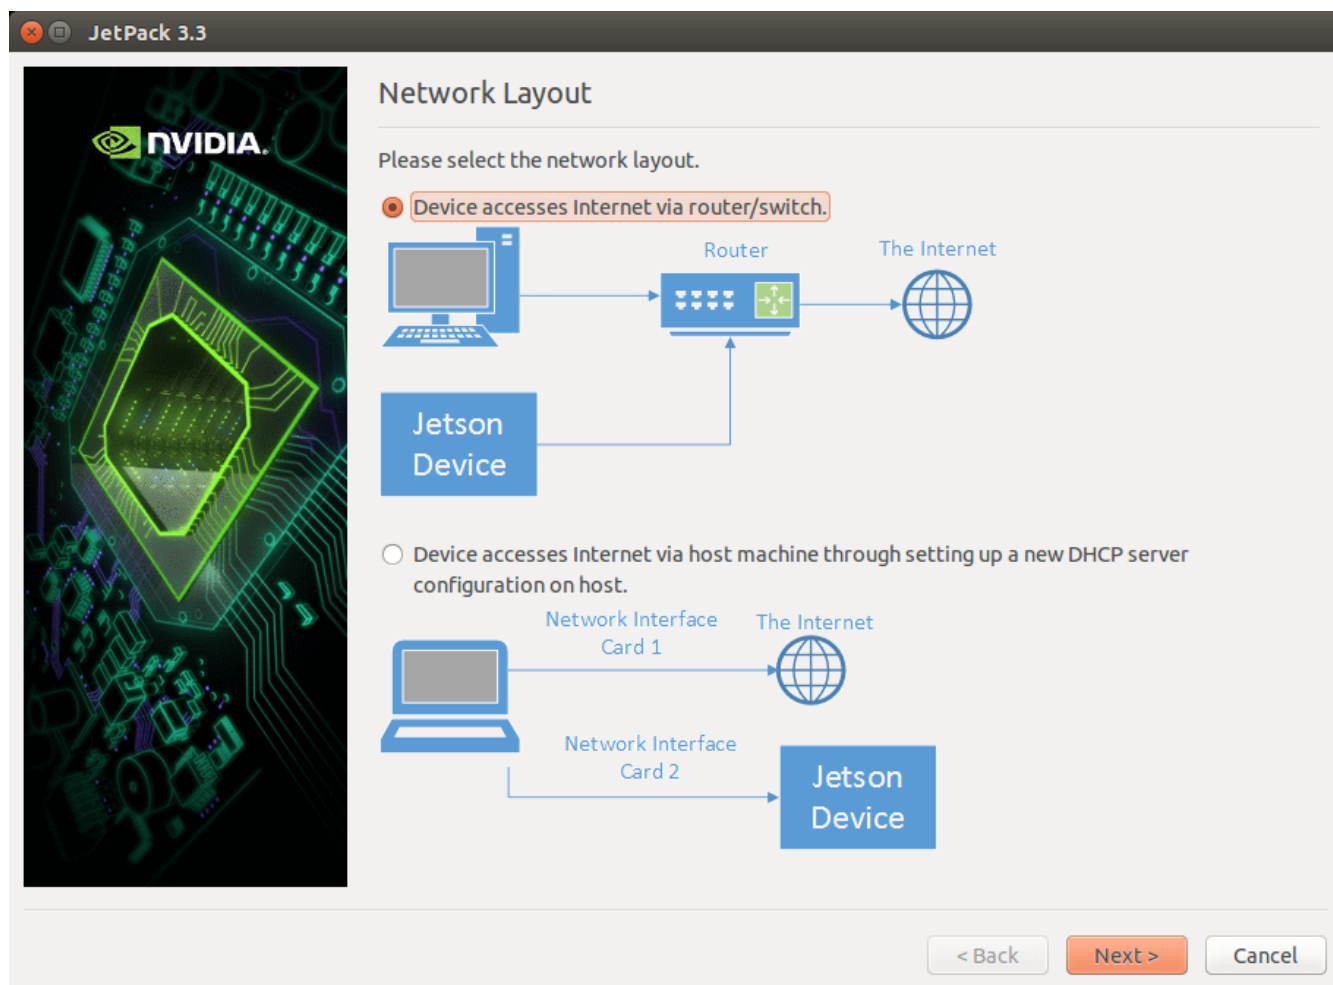 JetPack 3.3
NVIDIA.
Network Layout
Please select the network layout.
Device accesses Internet via router/switch.
Router
The Internet
Jetson
Device
Device accesses Internet via host machine through setting up a new DHCP server
configuration on host.
Network Interface
Card 1
The Internet
Network Interface
Card 2
Jetson
Device
< Back
Next >
Cancel